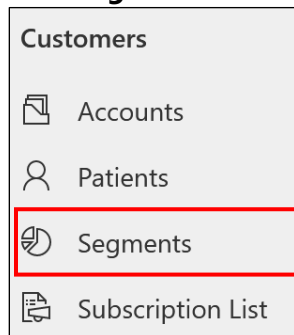 Customers
Accounts
Patients
Segments
Subscription List